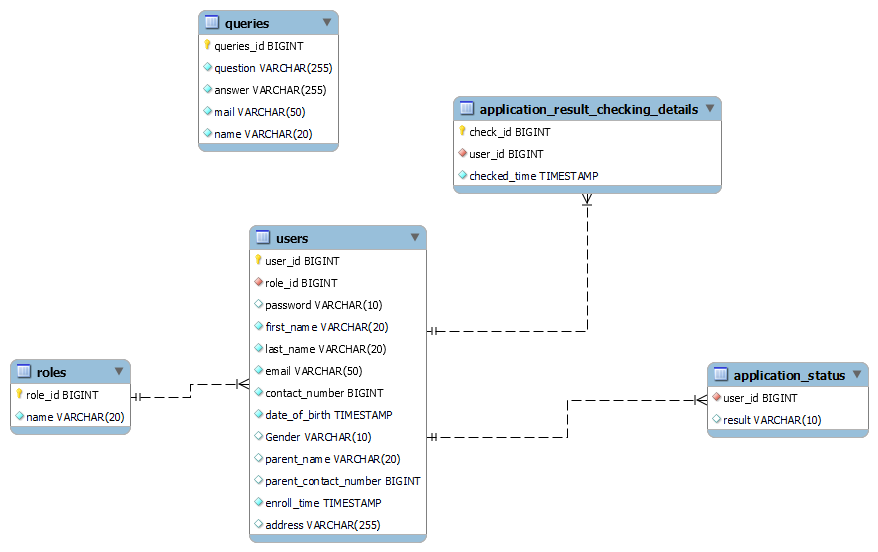 queries
queries_id BIGINT
question VARCHAR(255)
answer VARCHAR(255)
mail VARCHAR(50)
name VARCHAR(20)
application_result_checking_details
check_id BIGINT
user_id BIGINT
checked_time TIMESTAMP
users
user_id BIGINT
role_id BIGINT
password VARCHAR(10)
first_name VARCHAR(20)
last_name VARCHAR(20)
email VARCHAR(50)
contact_number BIGINT
date_of_birth TIMESTAMP
Gender VARCHAR(10)
parent_name VARCHAR(20)
parent_contact_number BIGINT
enroll_time TIMESTAMP
address VARCHAR(255)
roles
role_id BIGINT
name VARCHAR(20)
application_status
user_id BIGINT
result VARCHAR(10)